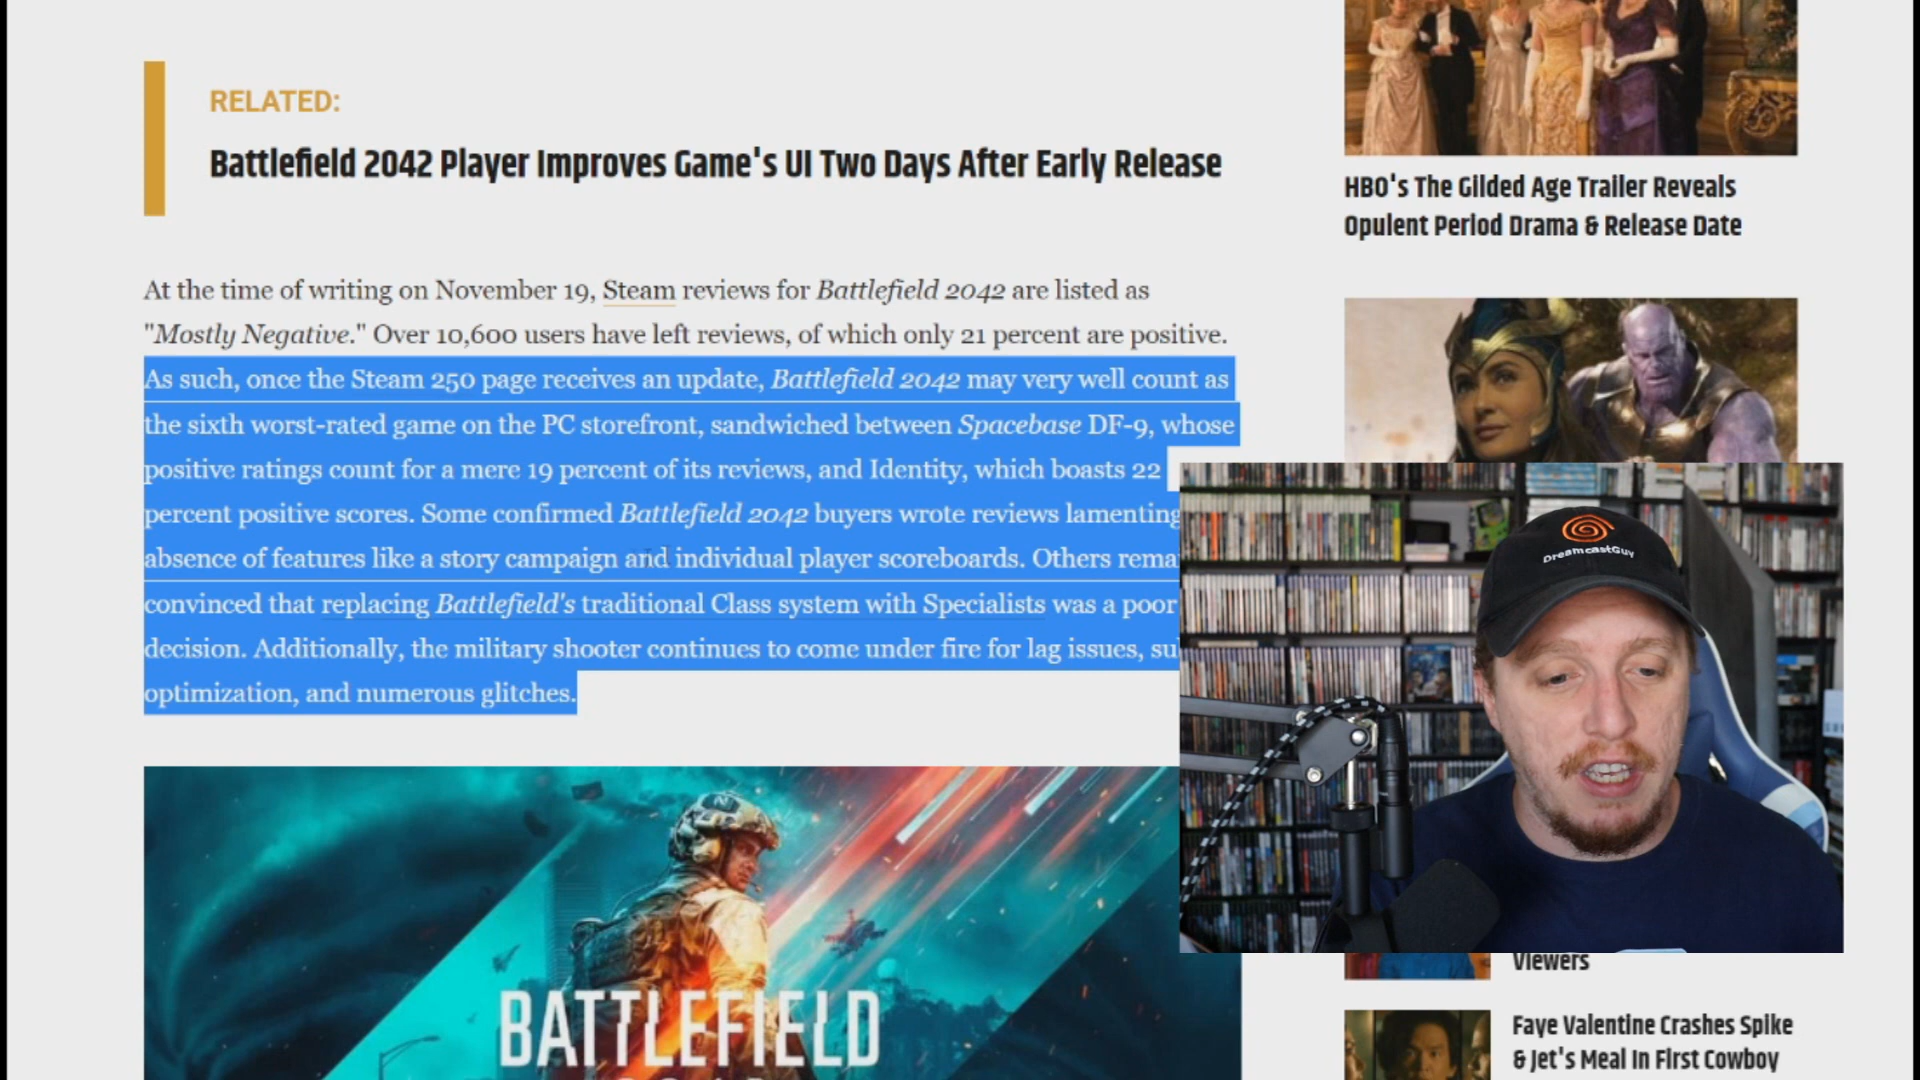 RELATED:
Battlefield 2042 Player Improves Game's UI Two Days After Early Release
At the time of writing on November 19, Steam reviews for Battlefield 2042 are listed as
"Mostly Negative." Over 10,600 users have left reviews, of which only 21 percent are positive.
As such, once the Steam 250 page receives an update, Battlefield 2042 may very well count as
the sixth worst-rated game on the PC storefront, sandwiched between Spacebase DF-9, whose
positive ratings count for a mere 19 percent of its reviews, and Identity, which boasts 22
percent positive scores. Some confirmed Battlefield 2042 buyers wrote reviews lamenting
absence of features like a story campaign and individual player scoreboards. Others
convinced that replacing Battlefield's traditional Class system with Specialists was a poor
decision. Additionally, the military shooter continues to come under fire for lag issues,
optimization, and numerous glitches.
BATTLEFIELD
HBO's The Gilded Age Trailer Reveals
Opulent Period Drama & Release Date
DreamcastGuy
Viewers
Faye Valentine Crashes Spike
& Jet's Meal In First Cowboy